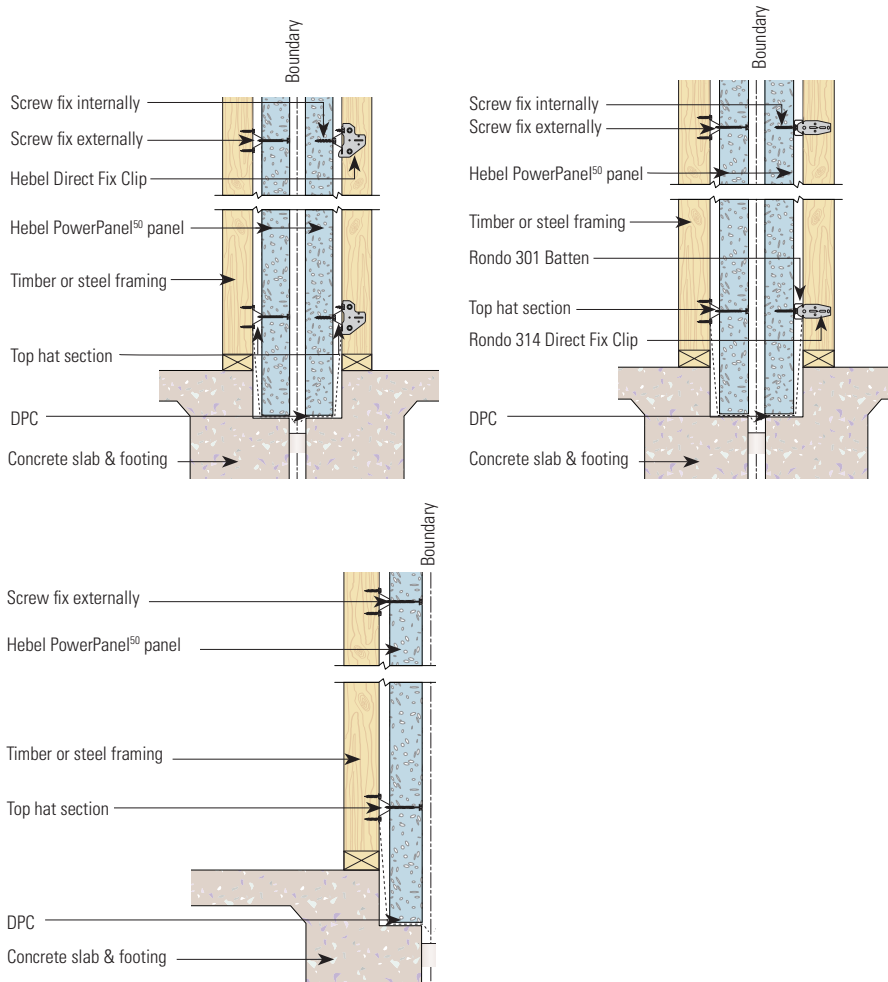 Boundary
Screw fix internally
Screw fix externally
Hebel Direct Fix Clip
Hebel PowerPanel⁵⁰ panel
Timber or steel framing
Top hat section
DPC
Concrete slab & footing
Boundary
Screw fix internally
Screw fix externally
Hebel PowerPanel⁵⁰ panel
Timber or steel framing
Rondo 301 Batten
Top hat section
Rondo 314 Direct Fix Clip
DPC
Concrete slab & footing
Boundary
Screw fix externally
Hebel PowerPanel⁵⁰ panel
Timber or steel framing
Top hat section
DPC
Concrete slab & footing